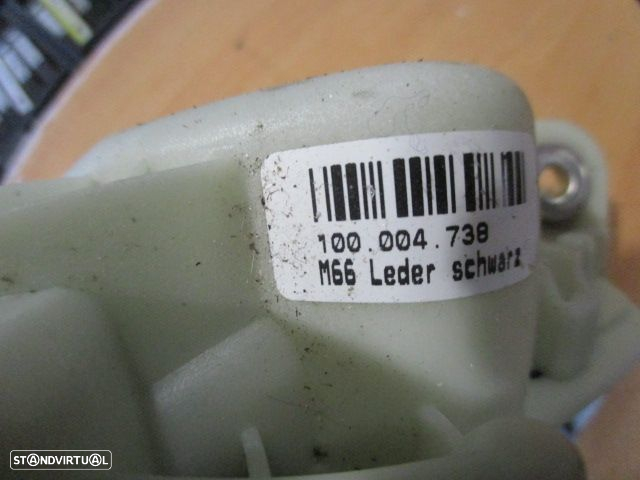 100.004.738
M66 Leder schwarz
STANDVIRTUAL